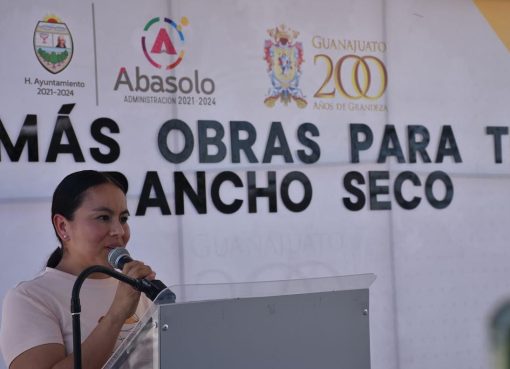 H. Ayuntamiento
2021-2024
Abasolo
ADMINISTRACIÓN 2021 - 2024
GUANAJUATO
200
AÑOS DE GRANDEZA
MÁS OBRAS PARA T
RANCHO SECO